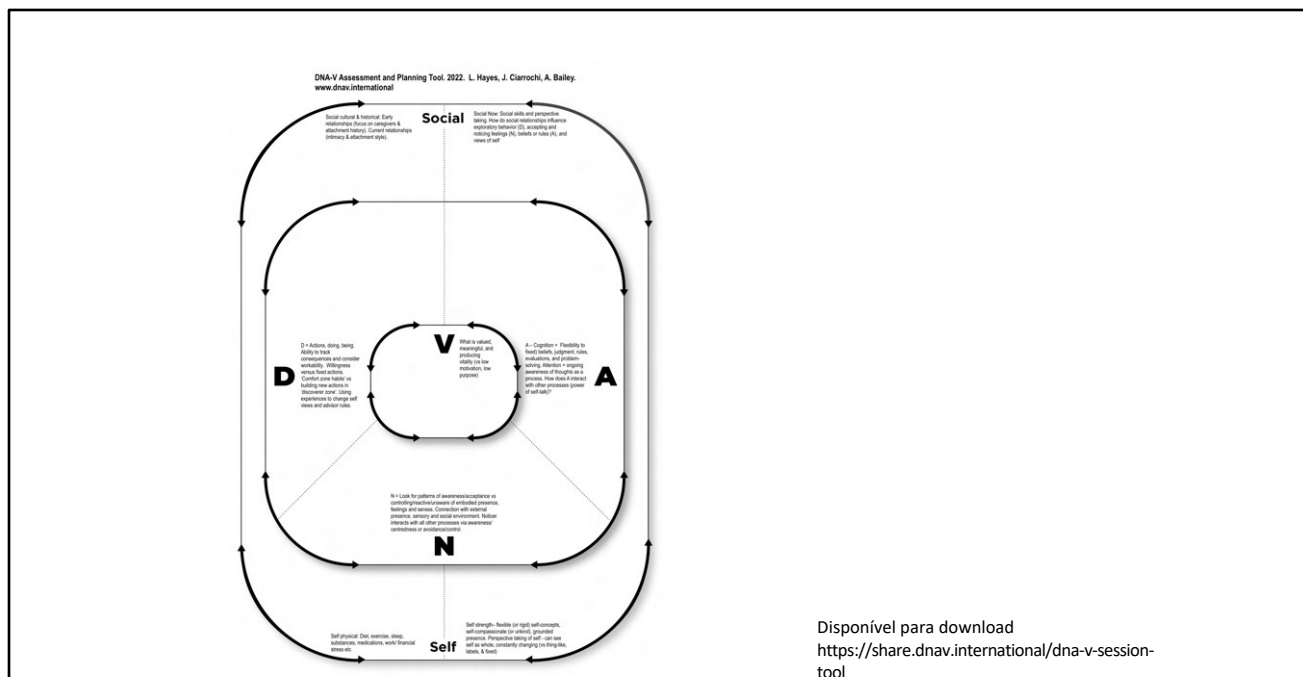 DNA-V Assessment and Planning Tool. 2022. L. Hayes, J. Ciarrochi, A. Bailey.
www.dnav.international
Social cultural & historical: Early
relationships (focus on caregivers &
attachment history). Current relationships
(intimacy & attachment style).
Social
Social Now: Social skills and perspective
taking. How do social relationships influence
exploratory behavior (D), accepting and
noticing feelings (N), beliefs or rules (A), and
views of self
D
D = Actions, doing, being.
Ability to track
consequences and consider
workability. Willingness
versus fixed actions.
'Comfort zone habits' vs
building new actions in
'discoverer zone'. Using
experiences to change self
views and advisor rules.
V
What is valued,
meaningful, and
producing
vitality (vs low
motivation, low
purpose)
A – Cognition = Flexibility to
fixed) beliefs, judgment, rules,
evaluations, and problem-
solving. Attention = ongoing
awareness of thoughts as a
process. How does A interact
with other processes (power
of self-talk)?
A
N = Look for patterns of awareness/acceptance vs
controlling/reactive/unaware of embodied presence,
feelings and senses. Connection with external
presence, sensory and social environment. Noticer
interacts with all other processes via awareness/
centredness or avoidance/control.
N
Self physical: Diet, exercise, sleep,
substances, medications, work/ financial
stress etc
Self
Self strength– flexible (or rigid) self-concepts,
self-compassionate (or unkind), grounded
presence. Perspective taking of self - can see
self as whole, constantly changing (vs thing-like,
labels, & fixed)
Disponível para download
https://share.dnav.international/dna-v-session-
tool